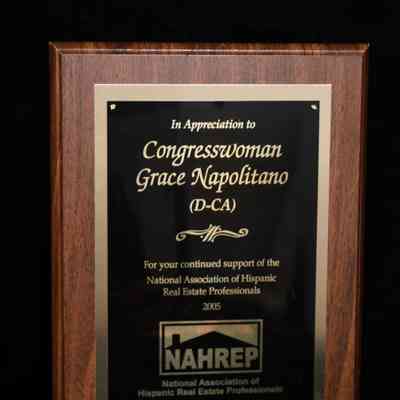 In Appreciation to
Congresswoman
Grace Napolitano
(D-CA)
For your continued support of the
National Association of Hispanic
Real Estate Professionals
2005
NAHREP
National Association of
Hispanic Real Estate Professionals